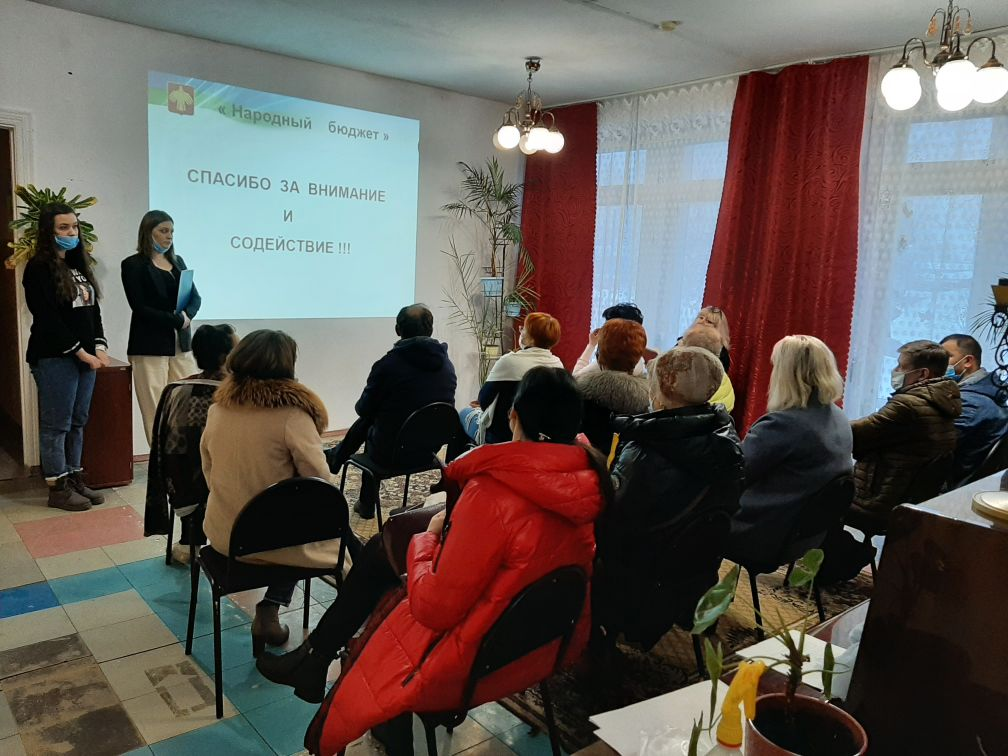 « Народный бюджет »
СПАСИБО ЗА ВНИМАНИЕ
И
СОДЕЙСТВИЕ !!!